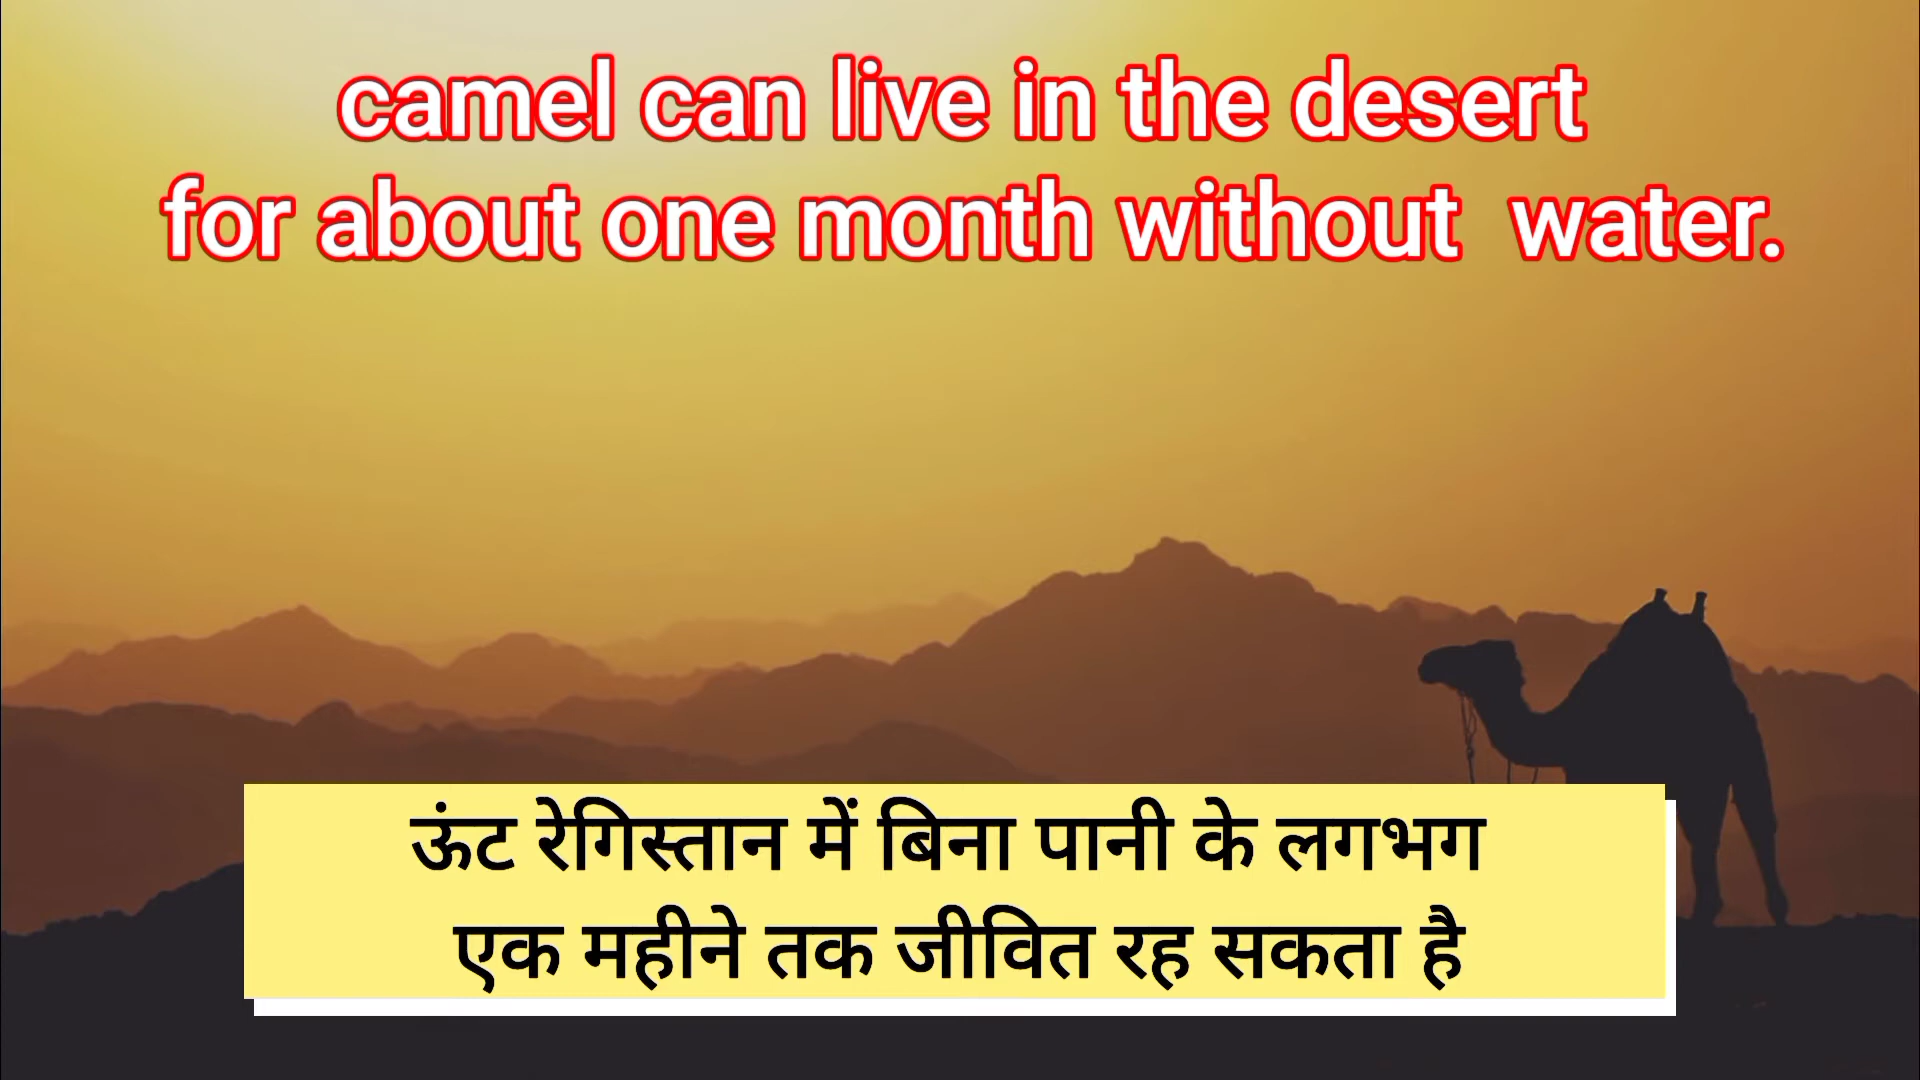 camel can live in the desert
for about one month without water.
ऊंट रेगिस्तान में बिना पानी के लगभग
एक महीने तक जीवित रह सकता है